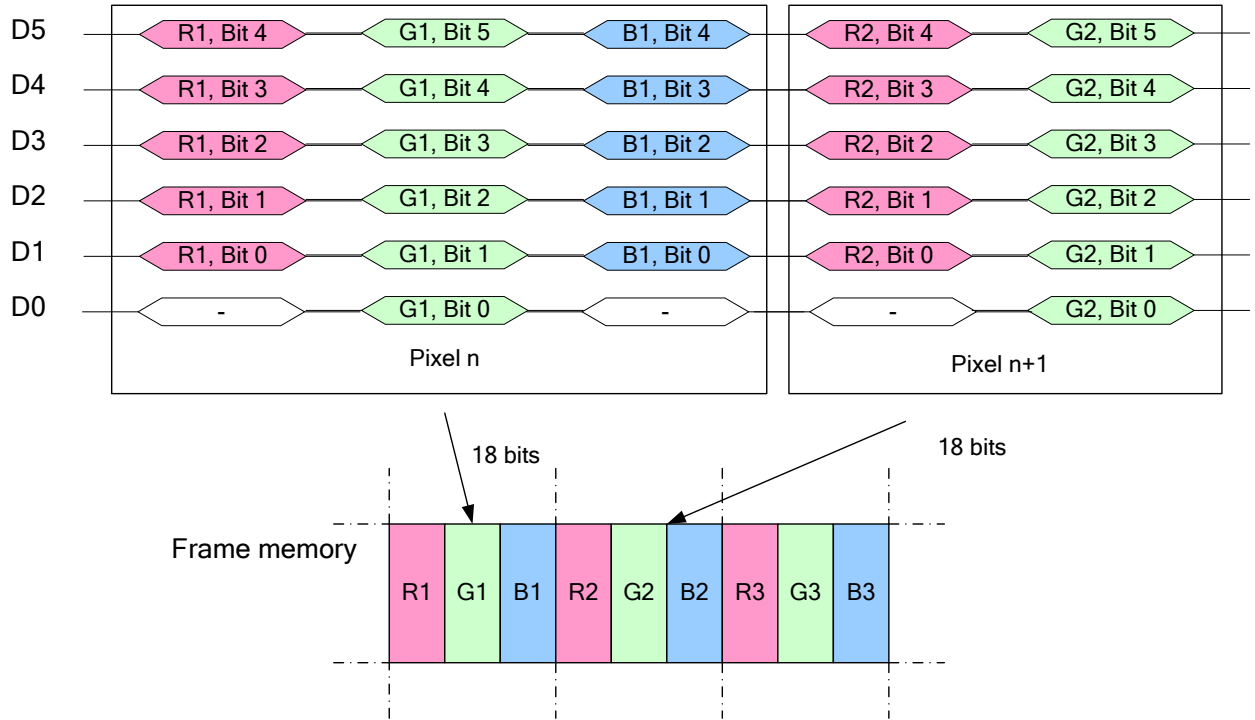 D5 R1, Bit 4 G1, Bit 5 B1, Bit 4 R2, Bit 4 G2, Bit 5
D4 R1, Bit 3 G1, Bit 4 B1, Bit 3 R2, Bit 3 G2, Bit 4
D3 R1, Bit 2 G1, Bit 3 B1, Bit 2 R2, Bit 2 G2, Bit 3
D2 R1, Bit 1 G1, Bit 2 B1, Bit 1 R2, Bit 1 G2, Bit 2
D1 R1, Bit 0 G1, Bit 1 B1, Bit 0 R2, Bit 0 G2, Bit 1
D0 - G1, Bit 0 - - G2, Bit 0
Pixel n Pixel n+1
18 bits 18 bits
Frame memory
R1 G1 B1 R2 G2 B2 R3 G3 B3